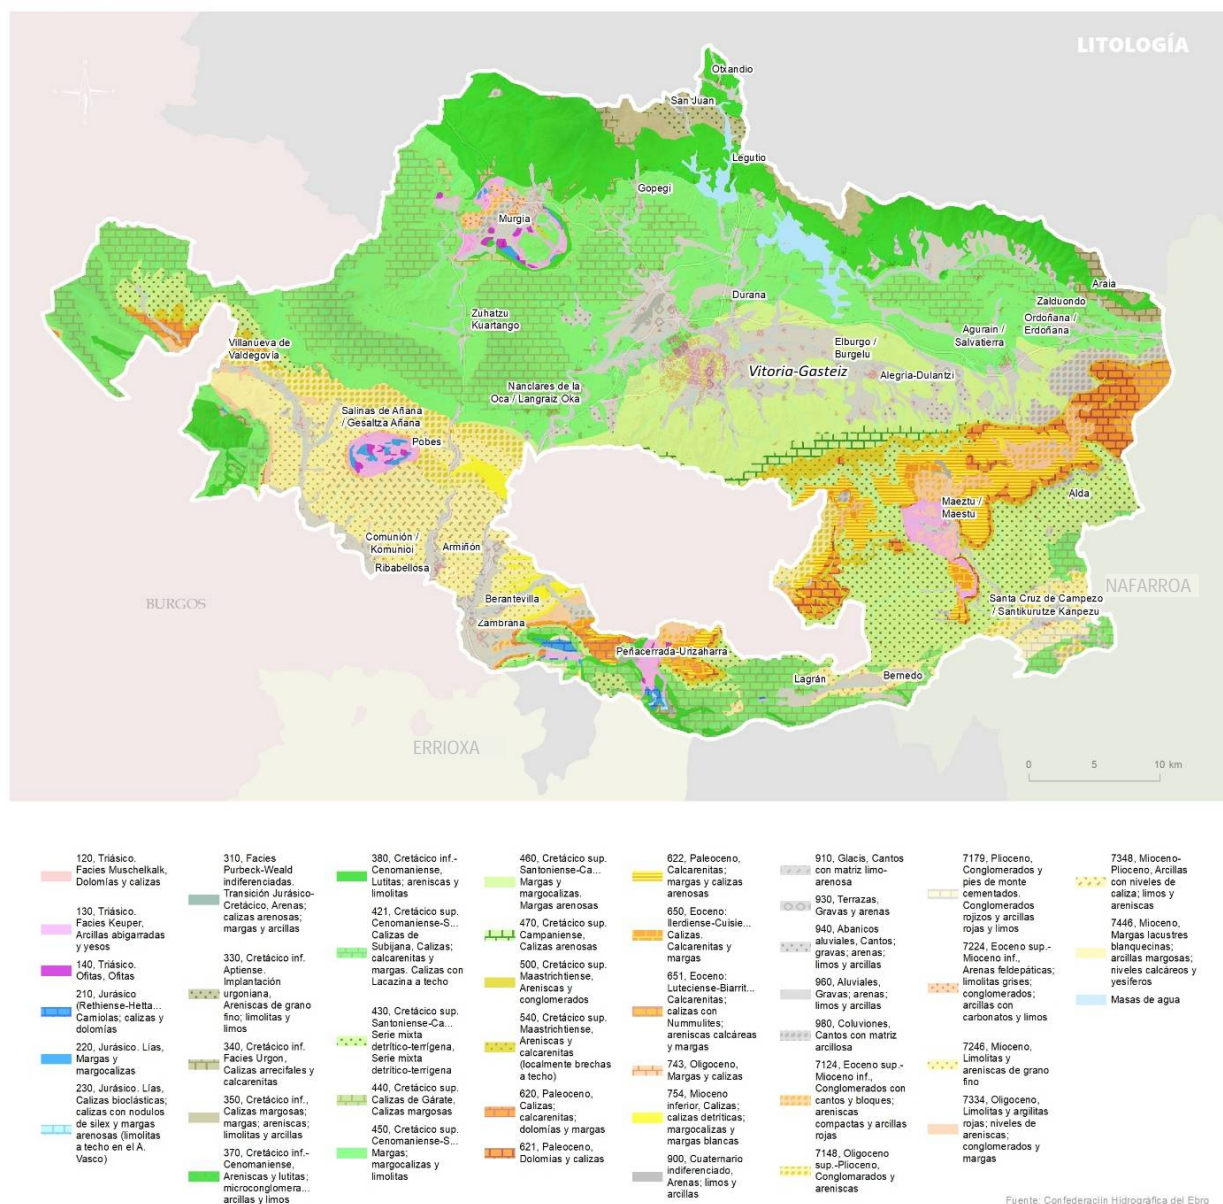 LITOLOGÍA
Otxandio
San Juan
Legutio
Gopegi
Murgia
Araia
Durana
Zalduondo
Zuhatzu
Kuartango
Ordoñana /
Erdoñana
Agurain /
Salvatierra
Villanueva de
Valdegovía
Elburgo /
Burgelu
Vitoria-Gasteiz
Alegria-Dulantzi
Nanclares de la
Oca / Langraiz Oka
Salinas de Añana
/ Gesaltza Añana
Pobes
Alda
Maeztu /
Maestu
Comunión /
Komunioi
Armiñón
Ribabellosa
NAFARROA
Berantevilla
Santa Cruz de Campezo
/ Santikurutze Kanpezu
BURGOS
Zambrana
Peñacerrada-Urizaharra
Lagrán
Bernedo
ERRIOXA
0 5 10 km
120, Triásico.
Facies Muschelkalk,
Dolomías y calizas
130, Triásico.
Facies Keuper,
Arcillas abigarradas
y yesos
140, Triásico.
Ofitas, Ofitas
210, Jurásico
(Rethiense-Hetta...
Carniolas; calizas y
dolomías
220, Jurásico. Lías,
Margas y
margocalizas
230, Jurásico. Lías,
Calizas bioclásticas;
calizas con nodulos
de silex y margas
arenosas (limolitas
a techo en el A.
Vasco)
310, Facies
Purbeck-Weald
indiferenciadas.
Transición Jurásico-
Cretácico, Arenas;
calizas arenosas;
margas y arcillas
330, Cretácico inf.
Aptiense.
Implantación
urgoniana,
Areniscas de grano
fino; limolitas y
limos
340, Cretácico inf.
Facies Urgon,
Calizas arrecifales y
calcarenitas
350, Cretácico inf.,
Calizas margosas;
margas; areniscas;
limolitas y arcillas
370, Cretácico inf.-
Cenomaniense,
Areniscas y lutitas;
microconglomera...
arcillas y limos
380, Cretácico inf.-
Cenomaniense,
Lutitas; areniscas y
limolitas
421, Cretácico sup.
Cenomaniense-S...
Calizas de
Subijana, Calizas;
calcarenitas y
margas. Calizas con
Lacazina a techo
430, Cretácico sup.
Santoniense-Ca...
Serie mixta
detrítico-terrígena,
Serie mixta
detrítico-terrigena
440, Cretácico sup.
Calizas de Gárate,
Calizas margosas
450, Cretácico sup.
Cenomaniense-S...
Margas;
margocalizas y
limolitas
460, Cretácico sup.
Santoniense-Ca...
Margas y
margocalizas.
Margas arenosas
470, Cretácico sup.
Campaniense,
Calizas arenosas
500, Cretácico sup.
Maastrichtiense,
Areniscas y
conglomerados
540, Cretácico sup.
Maastrichtiense,
Areniscas y
calcarenitas
(localmente brechas
a techo)
620, Paleoceno,
Calizas;
calcarenitas;
dolomías y margas
621, Paleoceno,
Dolomías y calizas
622, Paleoceno,
Calcarenitas;
margas y calizas
arenosas
650, Eoceno:
Ilerdiense-Cuisie...
Calizas.
Calcarenitas y
margas
651, Eoceno:
Luteciense-Biarrit...
Calcarenitas;
calizas con
Nummulites;
areniscas calcáreas
y margas
743, Oligoceno,
Margas y calizas
754, Mioceno
inferior, Calizas;
calizas detríticas;
margocalizas y
margas blancas
900, Cuaternario
indiferenciado,
Arenas; limos y
arcillas
910, Glacis, Cantos
con matriz limo-
arenosa
930, Terrazas,
Gravas y arenas
940, Abanicos
aluviales, Cantos;
gravas; arenas;
limos y arcillas
960, Aluviales,
Gravas; arenas;
limos y arcillas
980, Coluviones,
Cantos con matriz
arcillosa
7124, Eoceno sup.-
Mioceno inf.,
Conglomerados con
cantos y bloques;
areniscas
compactas y arcillas
rojas
7148, Oligoceno
sup.-Plioceno,
Conglomarados y
areniscas
7179, Plioceno,
Conglomerados y
pies de monte
cementados.
Conglomerados
rojizos y arcillas
rojas y limos
7224, Eoceno sup.-
Mioceno inf.,
Arenas feldepáticas;
limolitas grises;
conglomerados;
arcillas con
carbonatos y limos
7246, Mioceno,
Limolitas y
areniscas de grano
fino
7334, Oligoceno,
Limolitas y argilitas
rojas; niveles de
areniscas;
conglomerados y
margas
7348, Mioceno-
Plioceno, Arcillas
con niveles de
caliza; limos y
areniscas
7446, Mioceno,
Margas lacustres
blanquecinas;
arcillas margosas;
niveles calcáreos y
yesíferos
Masas de agua
Fuente: Confederación Hidrográfica del Ebro